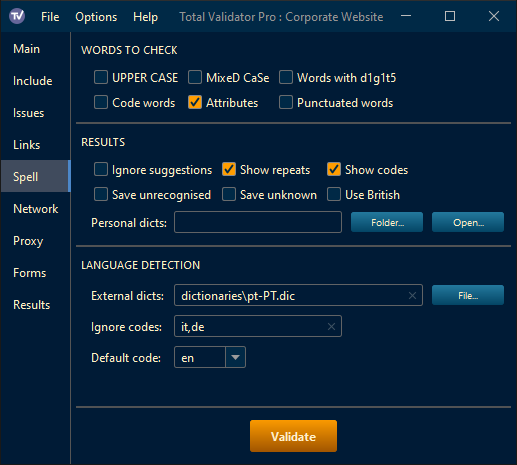 TV File Options Help Total Validator Pro : Corporate Website
Main
Include
Issues
Links
Spell
Network
Proxy
Forms
Results
WORDS TO CHECK
UPPER CASE MixeD CaSe Words with d1g1t5
Code words Attributes Punctuated words
RESULTS
Ignore suggestions Show repeats Show codes
Save unrecognised Save unknown Use British
Personal dicts: Folder... Open...
LANGUAGE DETECTION
External dicts: dictionaries\pt-PT.dic File...
Ignore codes: it,de
Default code: en
Validate